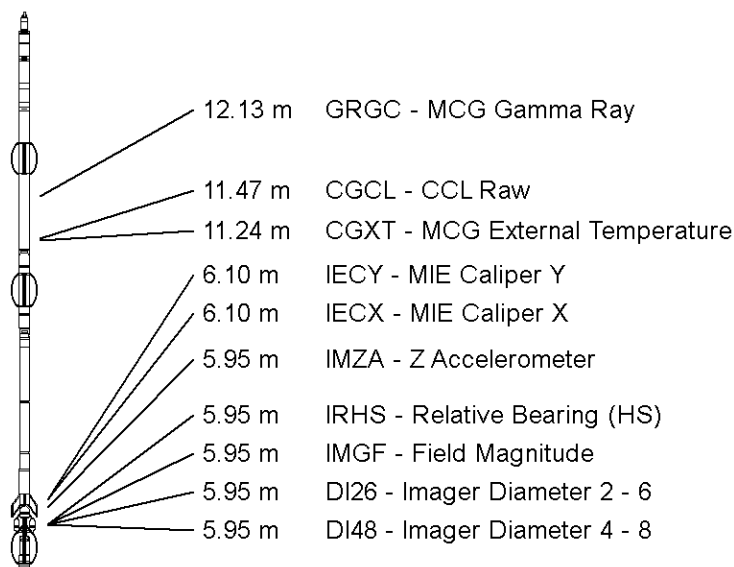 12.13 m GRGC - MCG Gamma Ray
11.47 m CGCL - CCL Raw
11.24 m CGXT - MCG External Temperature
6.10 m IECY - MIE Caliper Y
6.10 m IECX - MIE Caliper X
5.95 m IMZA - Z Accelerometer
5.95 m IRHS - Relative Bearing (HS)
5.95 m IMGF - Field Magnitude
5.95 m DI26 - Imager Diameter 2 - 6
5.95 m DI48 - Imager Diameter 4 - 8